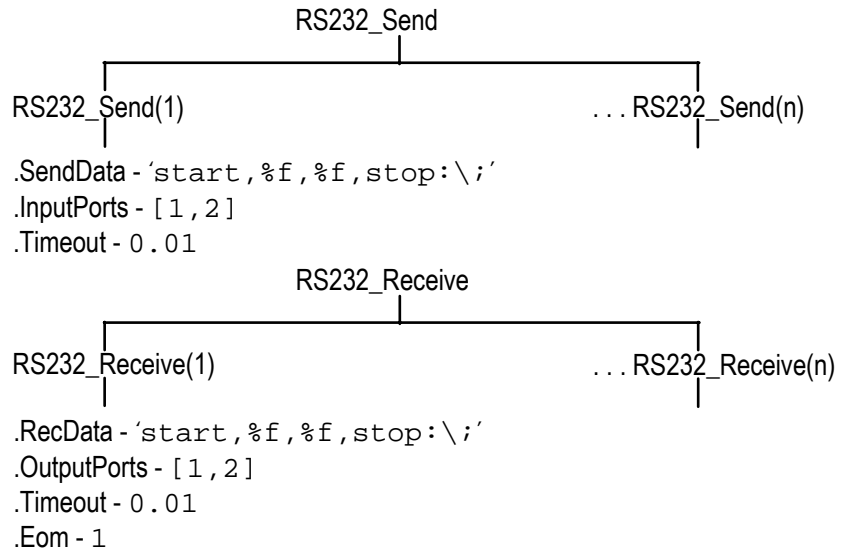 RS232_Send
RS232_Send(1) ... RS232_Send(n)
.SendData - ‘start,%f,%f,stop:\;’
.InputPorts - [1,2]
.Timeout - 0.01
RS232_Receive
RS232_Receive(1) ... RS232_Receive(n)
.RecData - ‘start,%f,%f,stop:\;’
.OutputPorts - [1,2]
.Timeout - 0.01
.Eom - 1